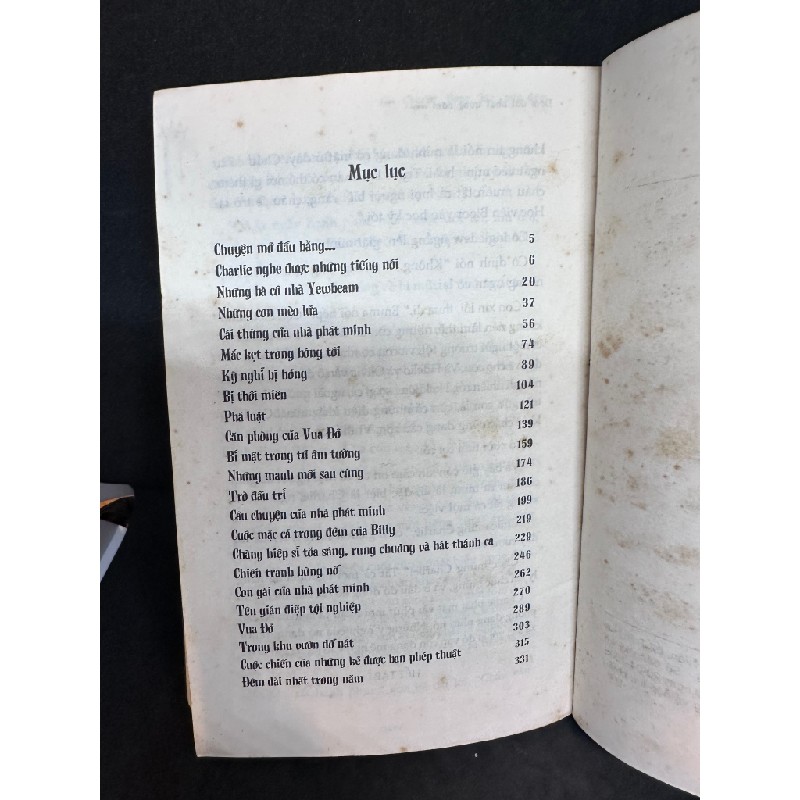 Mục lục
Chuyện mở đầu bằng... 5
Charlie nghe được những tiếng nói 6
Những bà cô nhà Yewbeam 20
Những con mèo lửa 37
Cái thùng của nhà phát minh 56
Mắc kẹt trong bóng tối 74
Kỳ nghỉ bị hỏng 89
Bị thôi miên 104
Phá luật 121
Căn phòng của Vua Đỏ 139
Bí mật trong tủ âm tường 159
Những manh mối sau cùng 174
Trò đấu trí 186
Câu chuyện của nhà phát minh 199
Cuộc mặc cả trong đêm của Billy 219
Chàng hiệp sĩ tỏa sáng, rung chuông và hát thánh ca 229
Chiến tranh bùng nổ 246
Con gái của nhà phát minh 262
Tên gián điệp tội nghiệp 270
Vua Đỏ 289
Trong khu vườn đổ nát 303
Cuộc chiến của những kẻ được ban phép thuật 315
Đêm dài nhất trong năm 331